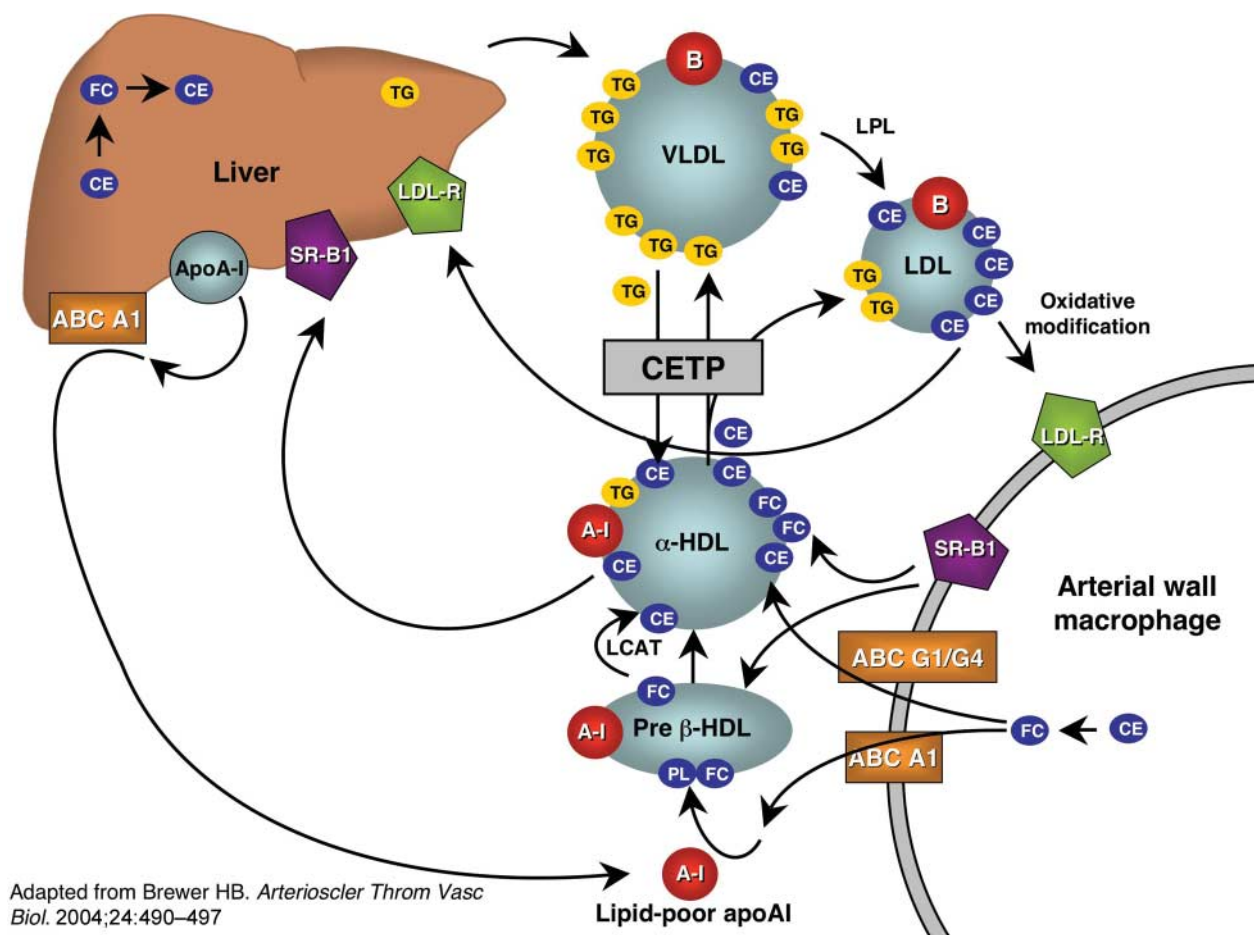 B
TG
CE
FC
CE
TG
TG
TG
LPL
VLDL
TG
TG
CE
Liver
CE
LDL-R
B
CE
TG
CE
SR-B1
TG
TG
LDL
CE
ApoA-I
TG
TG
CE
TG
Oxidative
modification
ABC A1
CE
CETP
LDL-R
CE
CE
CE
TG
FC
A-I
α-HDL
FC
SR-B1
CE
CE
Arterial wall
macrophage
CE
LCAT
ABC G1/G4
FC
A-I
Pre β-HDL
FC
CE
ABC A1
PL
FC
A-I
Lipid-poor apoAI
Adapted from Brewer HB. Arterioscler Throm Vasc
Biol. 2004;24:490–497